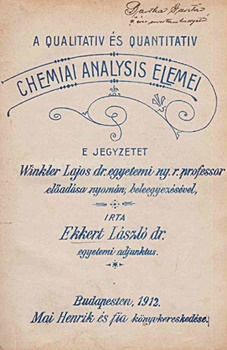 A QUALITATIV ÉS QUANTITATIV
CHEMIAI ANALYSIS ELEMEI
E JEGYZETET
Winkler Lajos dr. egyetemi ny. r. professor
előadása nyomán, beleegyezésével,
IRTA
Ekkert László dr.
egyetemi adjunktus.
Budapesten, 1912.
Mai Henrik és fia könyvkereskedése.